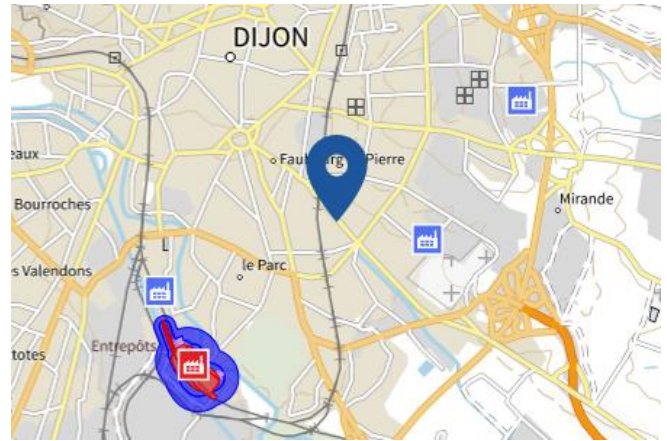 DIJON
Faubourg Pierre
eaux
Bourroches
Mirande
L
s Valendons
le Parc
Entrepôts
totes